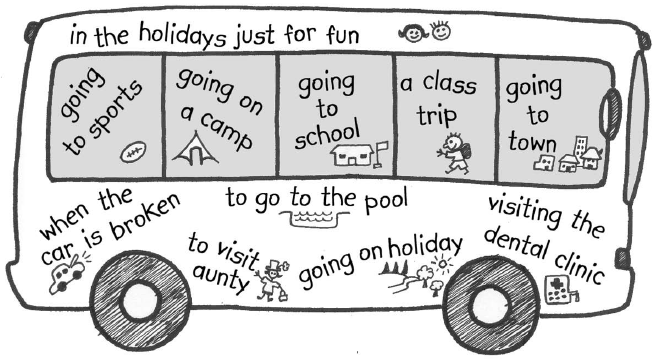 in the holidays just for fun
going
to sports
going on
a camp
going
to
school
a class
trip
going
to
town
when the
car is broken
to go to the pool
to visit
aunty
going on holiday
visiting the
dental clinic